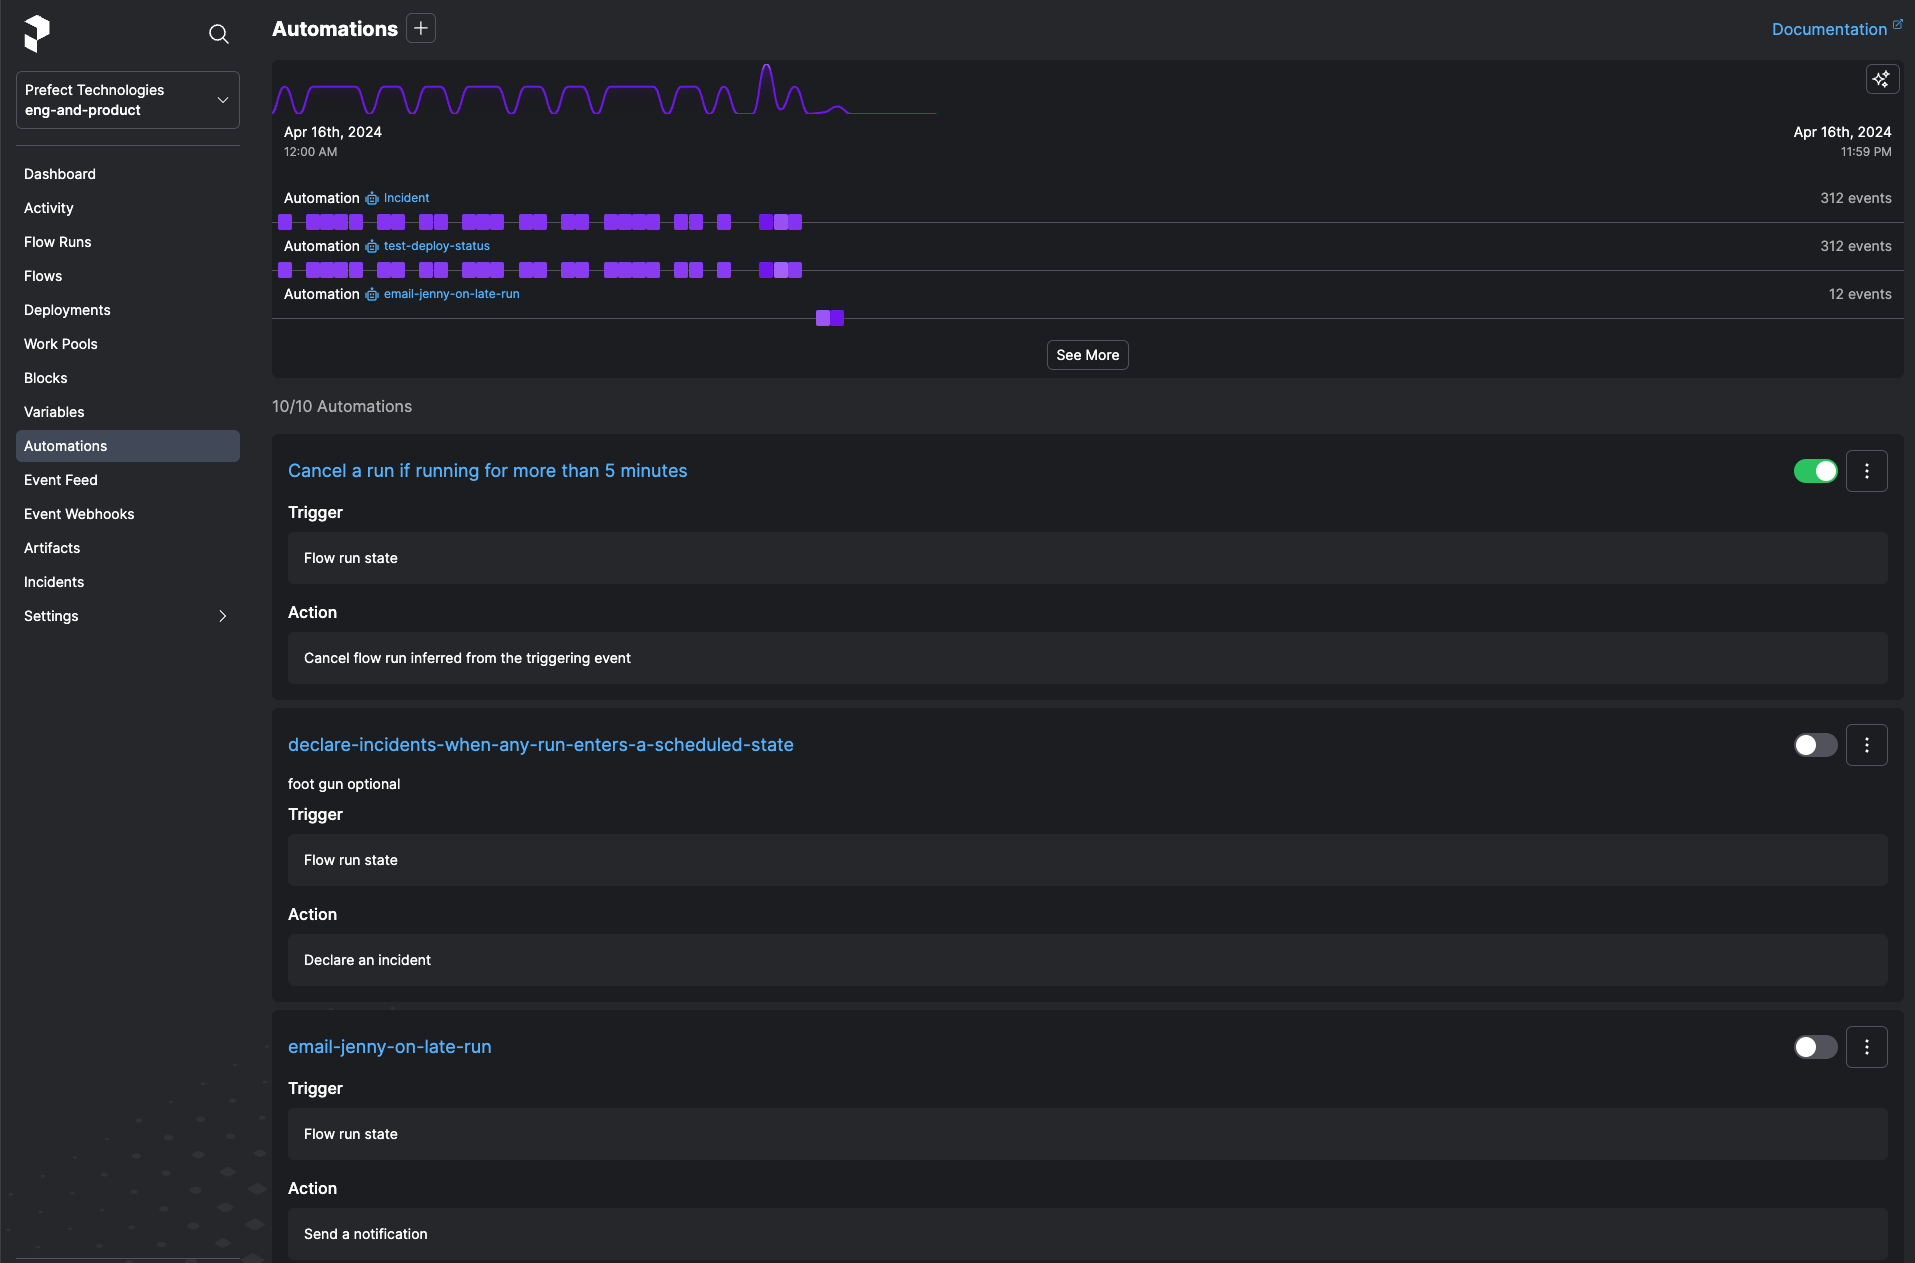 Prefect Technologies
eng-and-product
Dashboard
Activity
Flow Runs
Flows
Deployments
Work Pools
Blocks
Variables
Automations
Event Feed
Event Webhooks
Artifacts
Incidents
Settings
Automations
Documentation
Apr 16th, 2024
12:00 AM
Apr 16th, 2024
11:59 PM
Automation Incident
312 events
Automation test-deploy-status
312 events
Automation email-jenny-on-late-run
12 events
See More
10/10 Automations
Cancel a run if running for more than 5 minutes
Trigger
Flow run state
Action
Cancel flow run inferred from the triggering event
declare-incidents-when-any-run-enters-a-scheduled-state
foot gun optional
Trigger
Flow run state
Action
Declare an incident
email-jenny-on-late-run
Trigger
Flow run state
Action
Send a notification